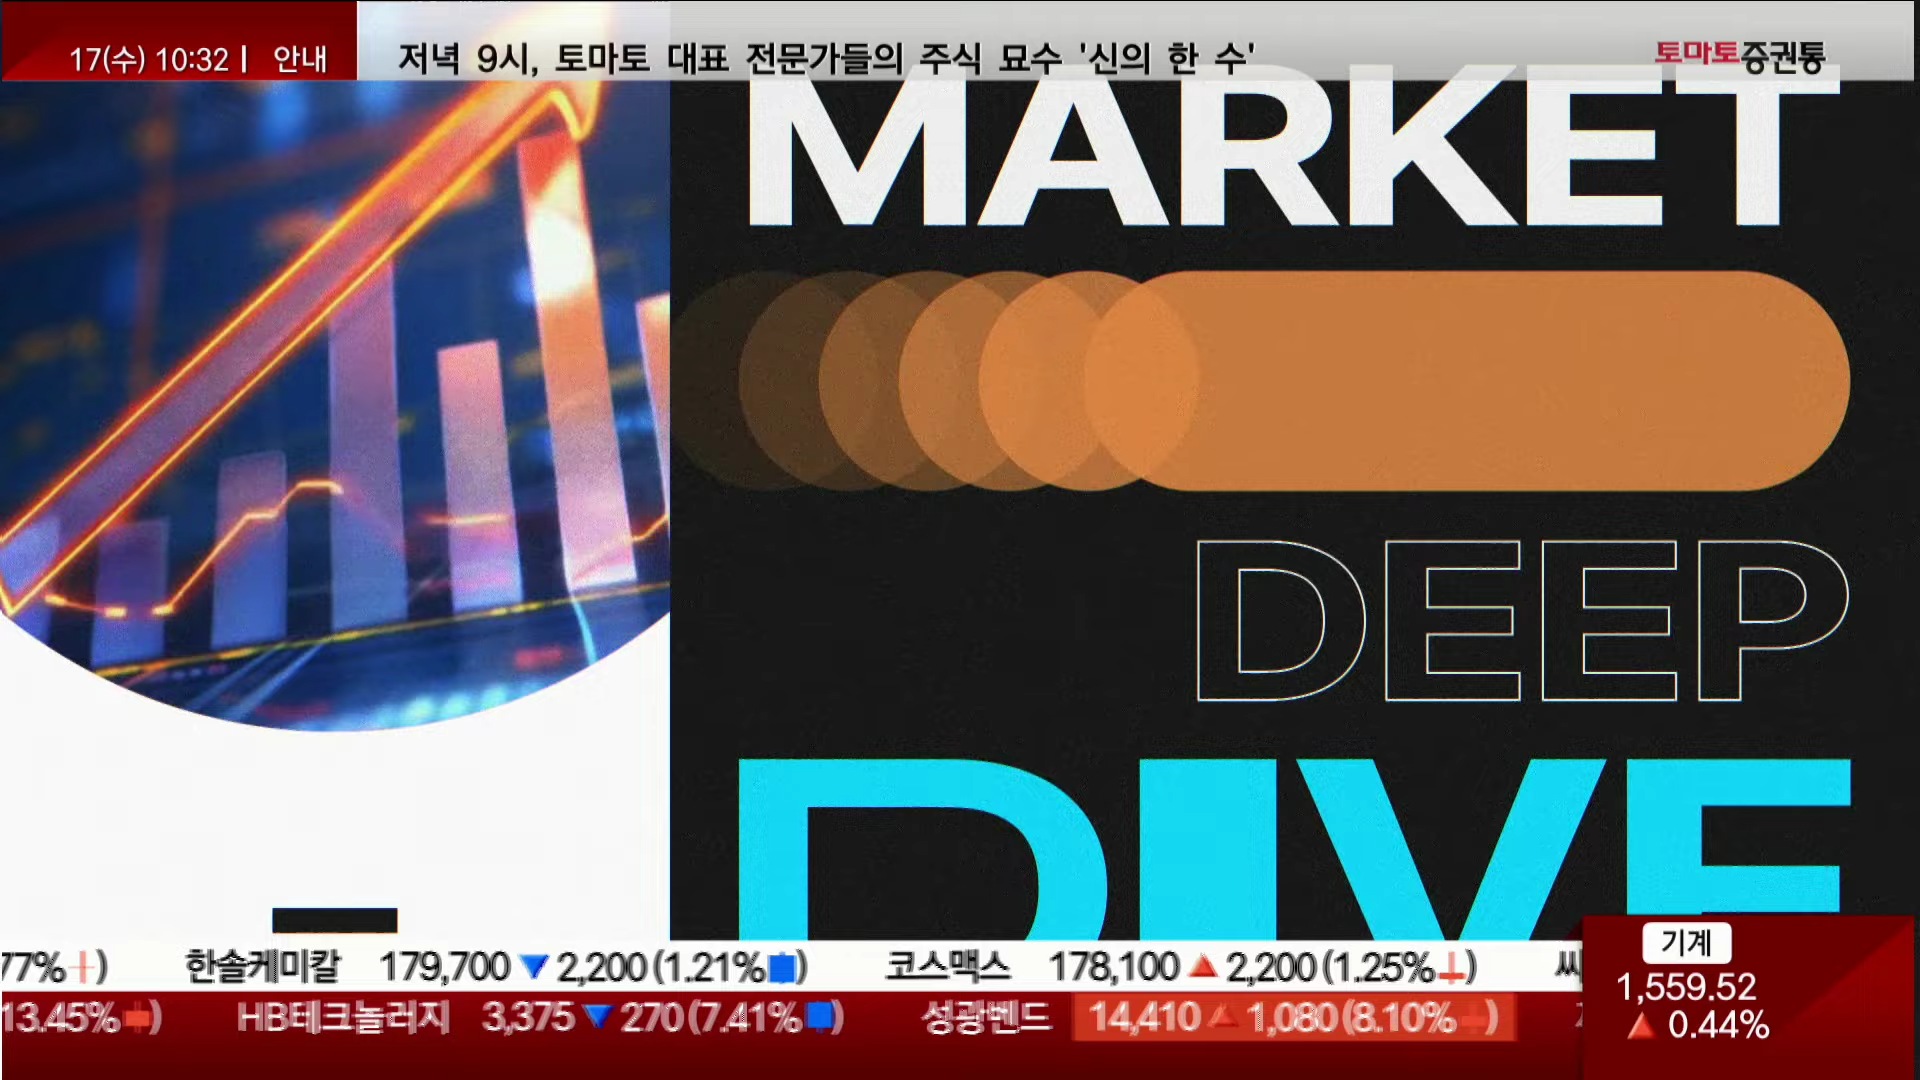 17(수) 10:32 | 안내
저녁 9시, 토마토 대표 전문가들의 주식 묘수 '신의 한 수'
토마토증권통
MARKET
DEEP
DIVE
77% ) 한솔케미칼 179,700 ▼ 2,200 (1.21% ) 코스맥스 178,100 ▲ 2,200 (1.25% )
13.45% ) HB테크놀러지 3,375 ▼ 270 (7.41% ) 성광벤드 14,410 ▲ 1,080 (8.10% )
기계
1,559.52
▲ 0.44%